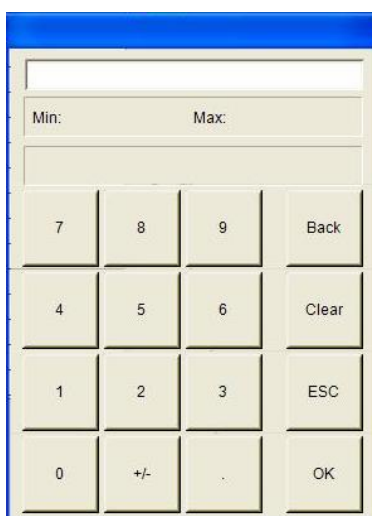 Min: Max:
7 8 9 Back
4 5 6 Clear
1 2 3 ESC
0 +/- . OK